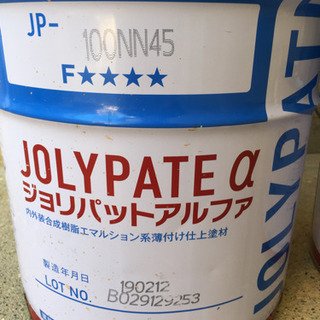 JP-
100NN45
F★★★★
JOLYPATE α
ジョリパットアルファ
内外装合成樹脂エマルション系薄付け仕上塗材
製造年月日 190212
LOT NO. B029129253
JOLYPATE